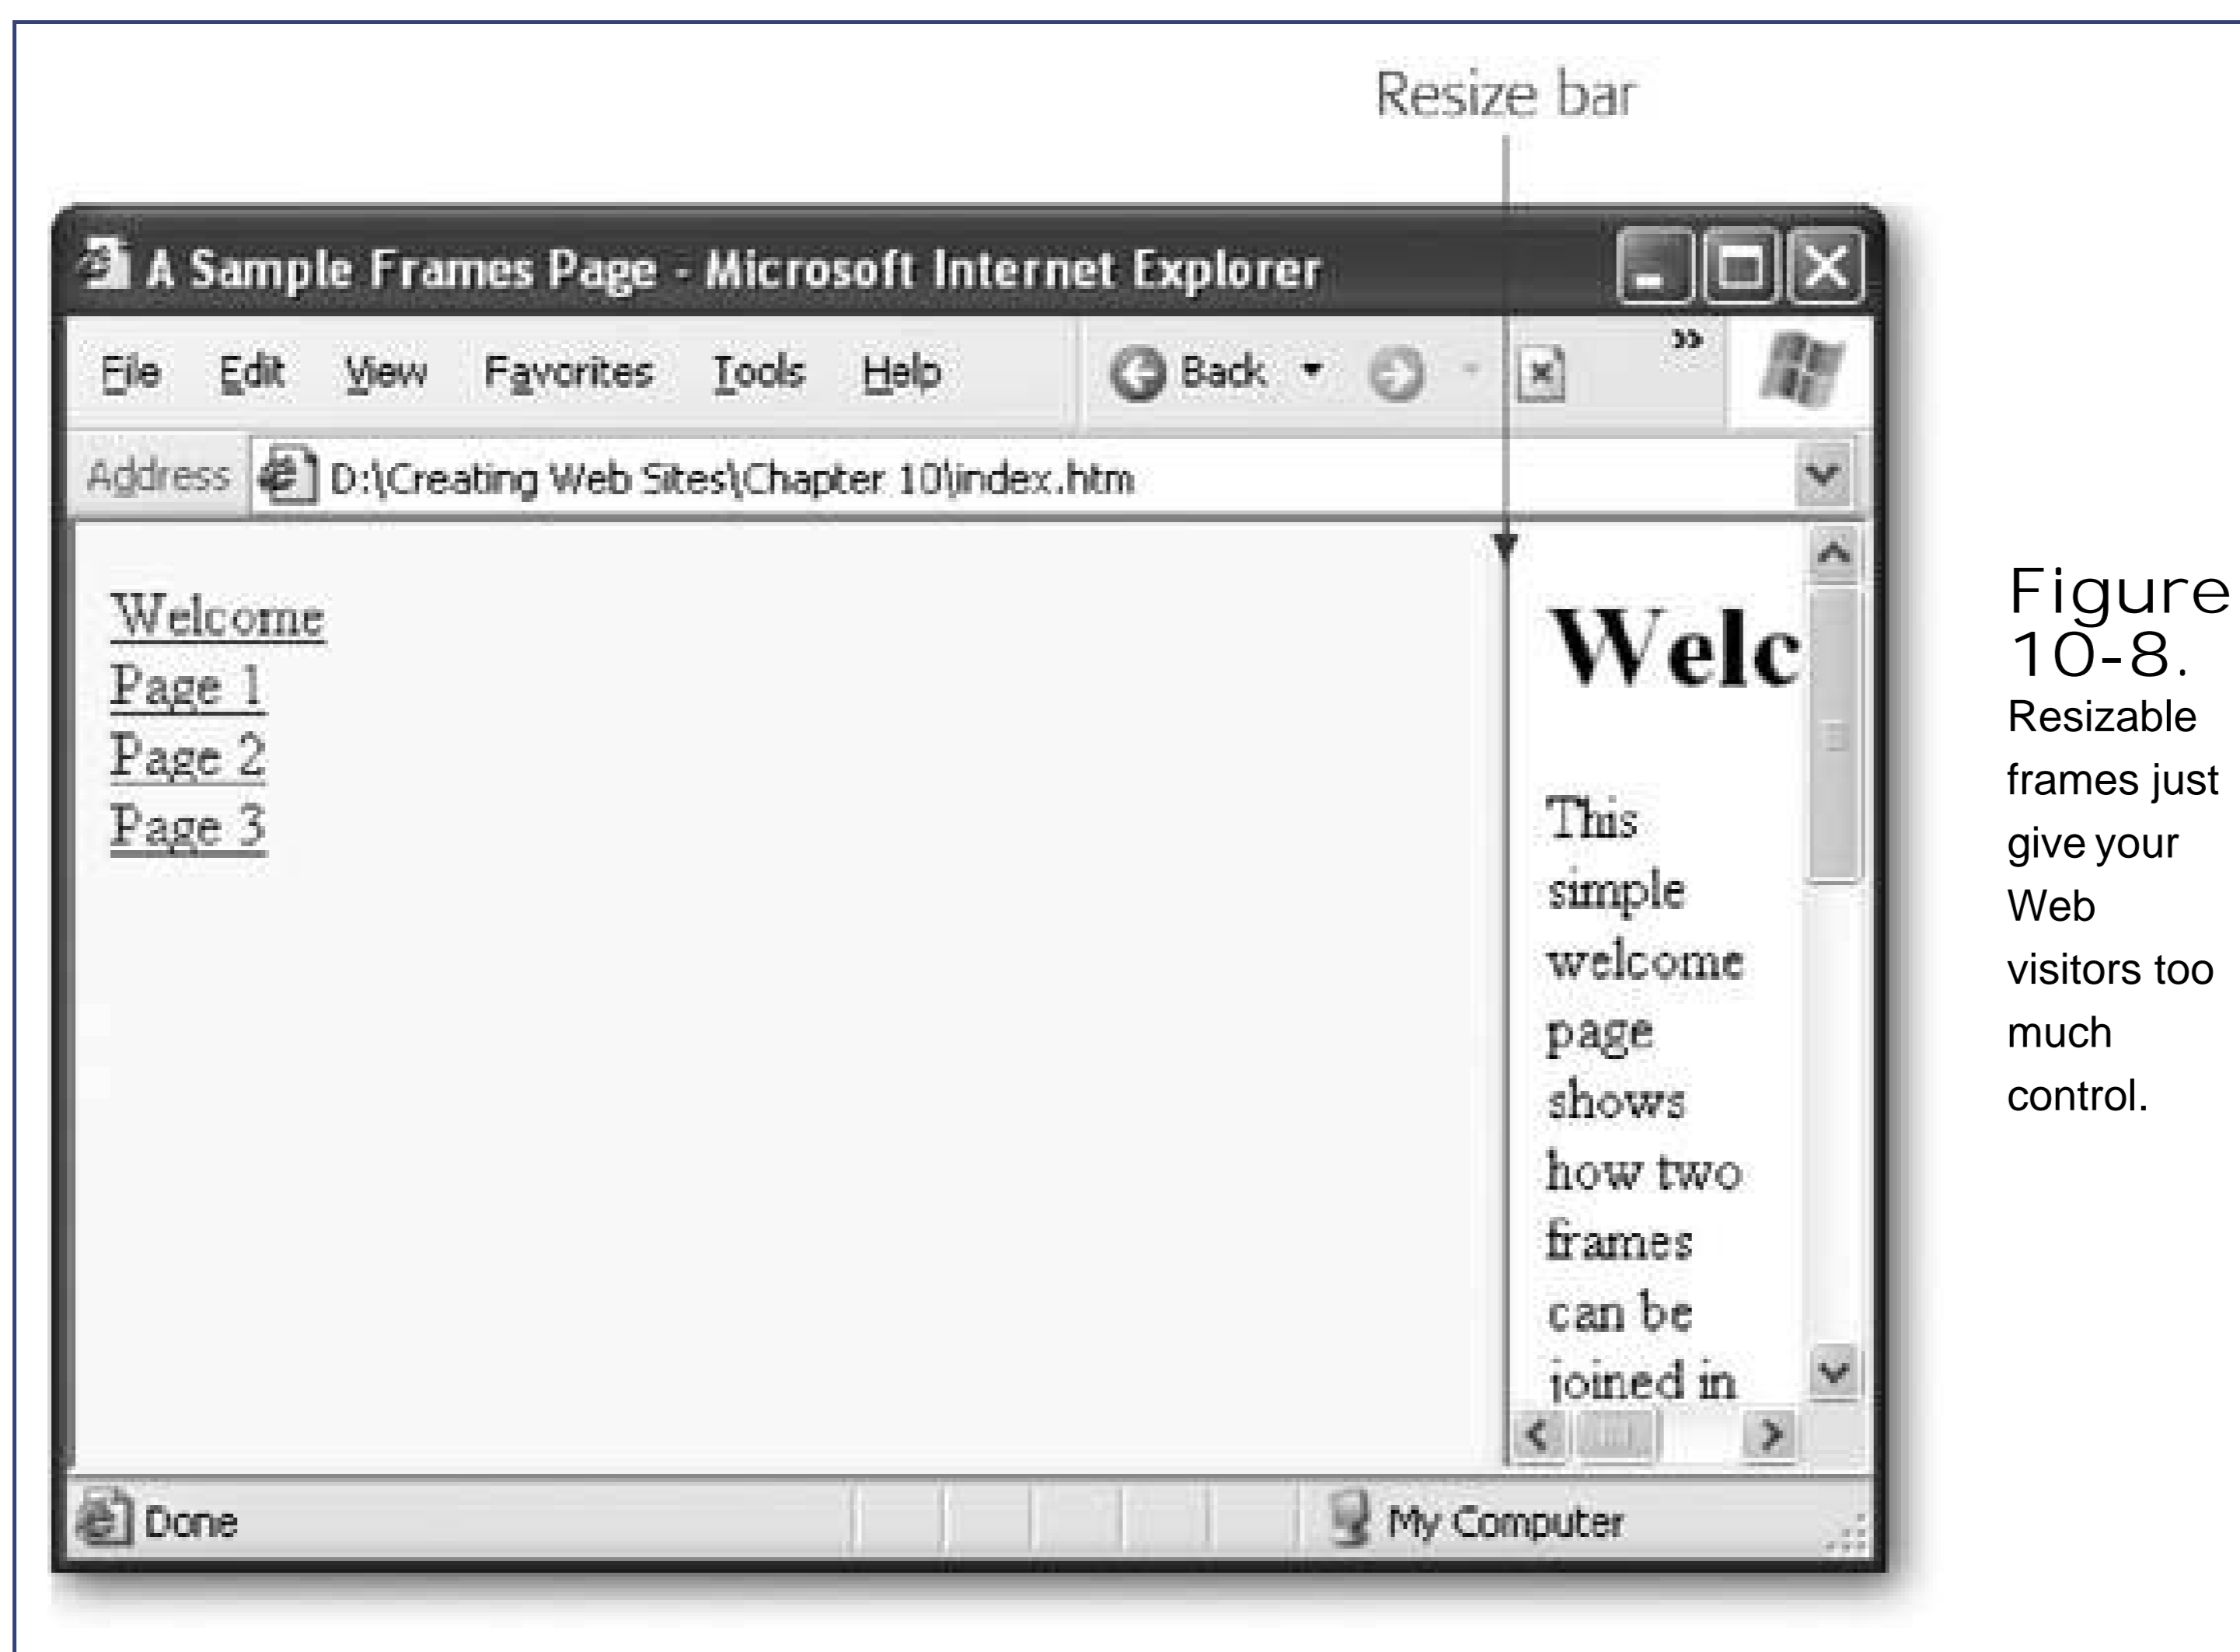 Resize bar
A Sample Frames Page - Microsoft Internet Explorer
File Edit View Favorites Tools Help Back »
Address D:\Creating Web Sites\Chapter 10\index.htm
Welcome
Page 1
Page 2
Page 3
Welc
This
simple
welcome
page
shows
how two
frames
can be
joined in
Done My Computer
Figure
10-8.
Resizable
frames just
give your
Web
visitors too
much
control.